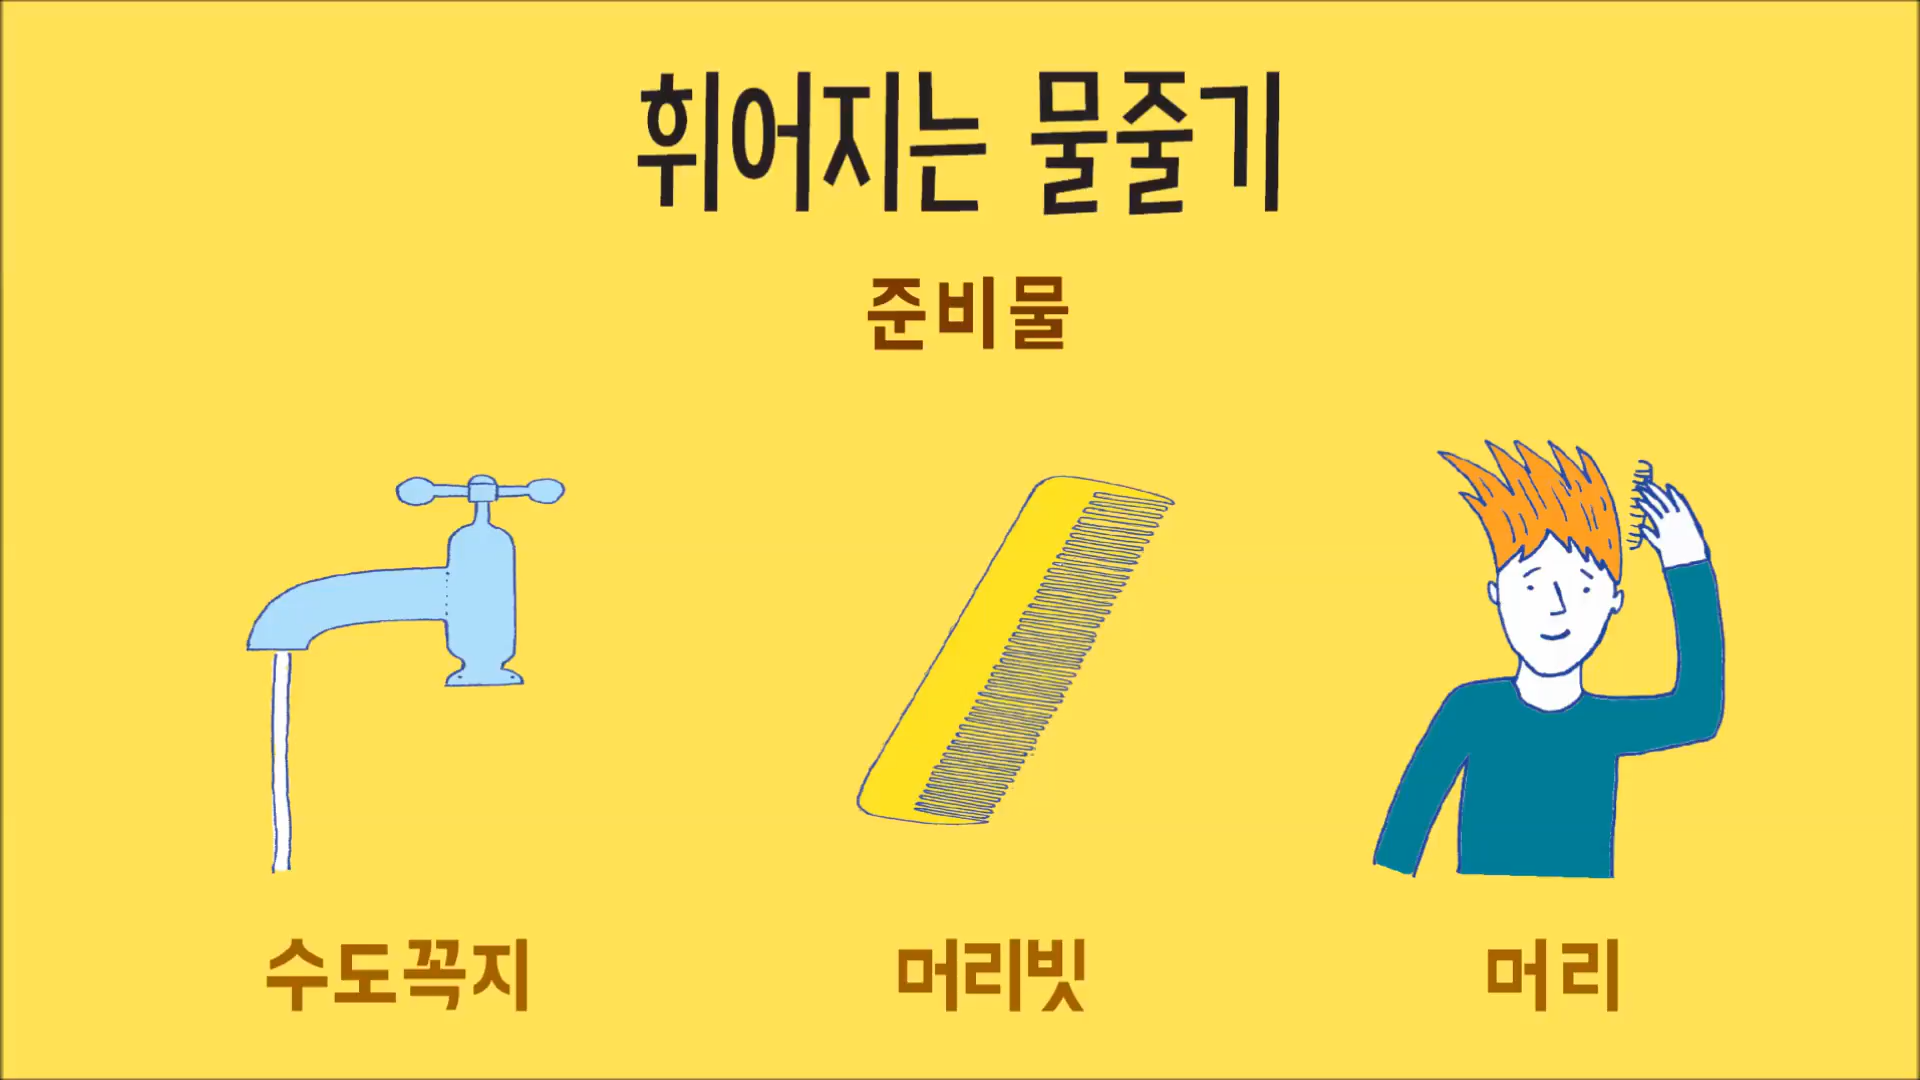 휘어지는 물줄기
준비물
수도꼭지
머리빗
머리